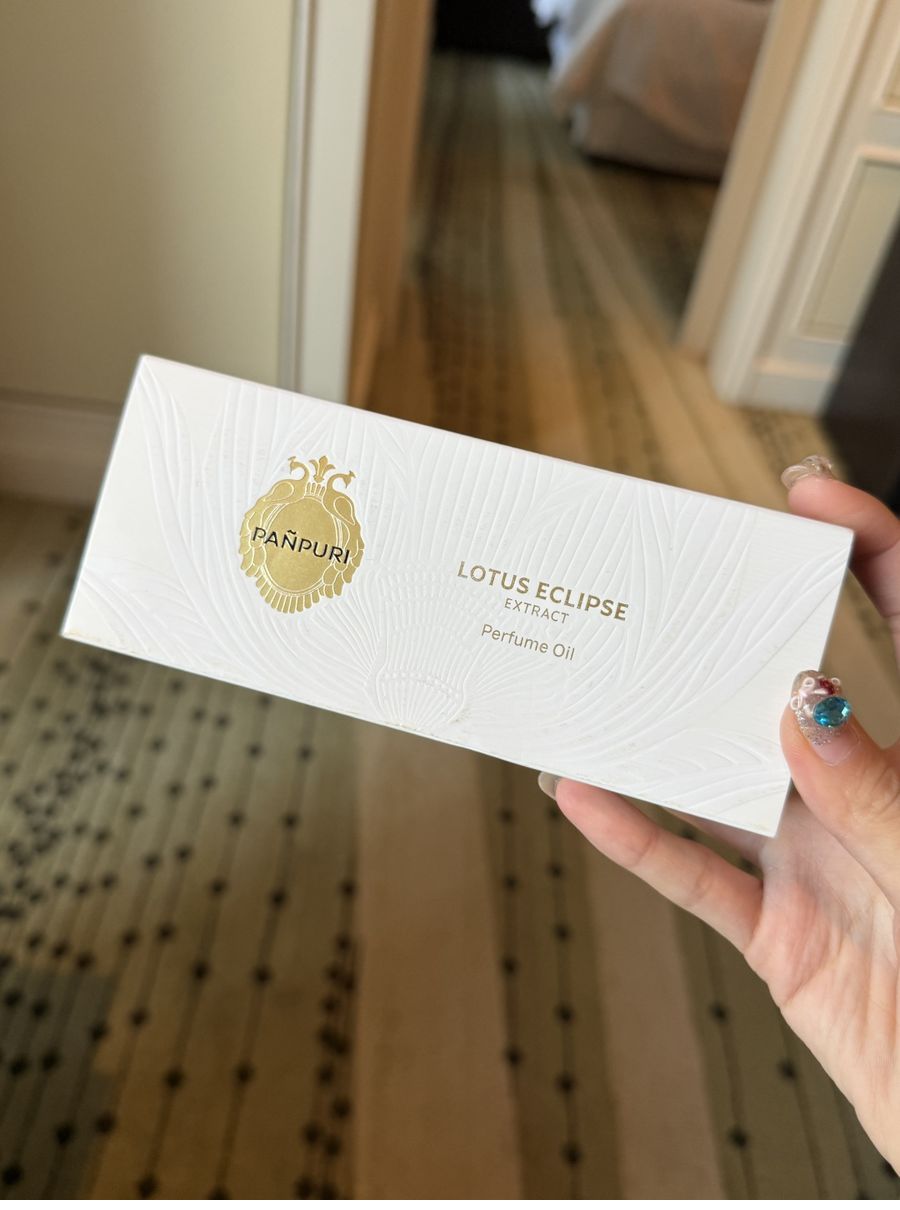 PAÑPURI
LOTUS ECLIPSE
EXTRACT
Perfume Oil